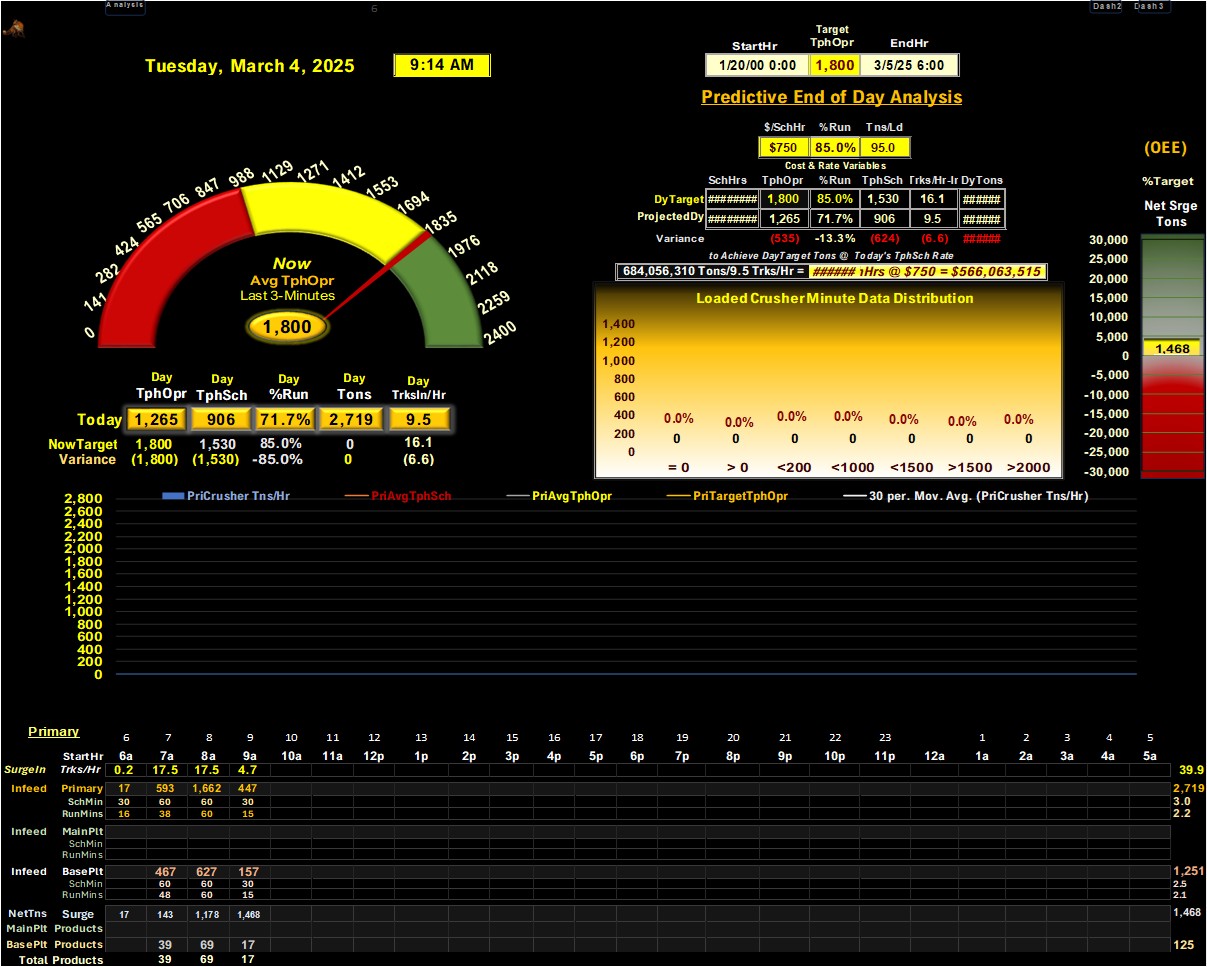 Analysis
6
Dash2 Dash3
Target
StartHr TphOpr EndHr
Tuesday, March 4, 2025 9:14 AM
1/20/00 0:00 1,800 3/5/25 6:00
Predictive End of Day Analysis
$/SchHr %Run Tns/Ld
$750 85.0% 95.0
Cost & Rate Variables
SchHrs TphOpr %Run TphSch Trks/Hr-Ir DyTons
DyTarget ######## 1,800 85.0% 1,530 16.1 ######
ProjectedDy ######## 1,265 71.7% 906 9.5 ######
Variance (535) -13.3% (624) (6.6) ######
to Achieve DayTarget Tons @ Today's TphSch Rate
684,056,310 Tons/9.5 Trks/Hr = ###### ıHrs @ $750 = $566,063,515
(OEE)
%Target
Net Srge
Tons
30,000
25,000
20,000
15,000
10,000
5,000
1,468
0
-5,000
-10,000
-15,000
-20,000
-25,000
-30,000
0
141
282
424
565
706
847
988
1129
1271
1412
1553
1694
1835
1976
2118
2259
2400
Now
Avg TphOpr
Last 3-Minutes
1,800
Loaded Crusher Minute Data Distribution
1,400
1,200
1,000
800
600
400
200
0
0.0% 0.0% 0.0% 0.0% 0.0% 0.0% 0.0%
0 0 0 0 0 0 0
= 0 > 0 <200 <1000 <1500 >1500 >2000
Day Day Day Day Day
TphOpr TphSch %Run Tons TrksIn/Hr
Today 1,265 906 71.7% 2,719 9.5
NowTarget 1,800 1,530 85.0% 0 16.1
Variance (1,800) (1,530) -85.0% 0 (6.6)
PriCrusher Tns/Hr PriAvgTphSch PriAvgTphOpr PriTargetTphOpr 30 per. Mov. Avg. (PriCrusher Tns/Hr)
2,800
2,600
2,400
2,200
2,000
1,800
1,600
1,400
1,200
1,000
800
600
400
200
0
Primary 6 7 8 9 10 11 12 13 14 15 16 17 18 19 20 21 22 23 1 2 3 4 5
StartHr 6a 7a 8a 9a 10a 11a 12p 1p 2p 3p 4p 5p 6p 7p 8p 9p 10p 11p 12a 1a 2a 3a 4a 5a
SurgeIn Trks/Hr 0.2 17.5 17.5 4.7 39.9
Infeed Primary 17 593 1,662 447 2,719
SchMin 30 60 60 30 3.0
RunMins 16 38 60 15 2.2
Infeed MainPlt
SchMin
RunMins
Infeed BasePlt 467 627 157 1,251
SchMin 60 60 30 2.5
RunMins 48 60 15 2.1
NetTns Surge 17 143 1,178 1,468 1,468
MainPlt Products
BasePlt Products 39 69 17 125
Total Products 39 69 17